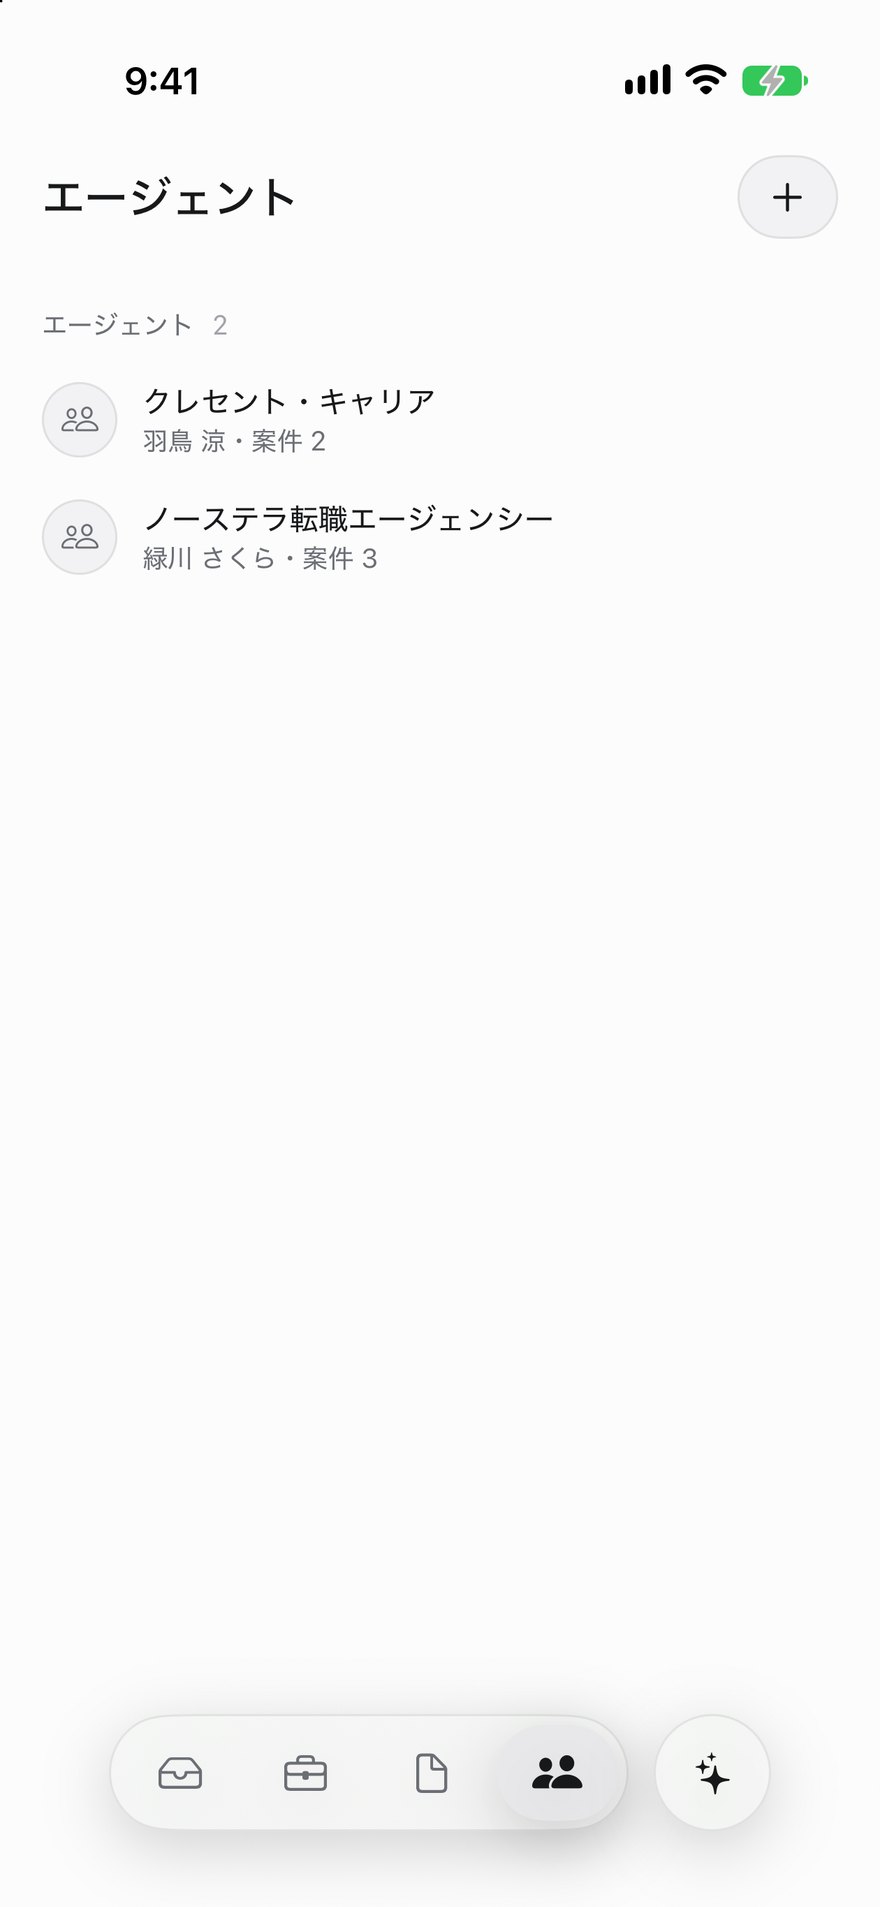 9:41
エージェント
エージェント 2
クレセント・キャリア
羽鳥 涼・案件 2
ノーステラ転職エージェンシー
緑川 さくら・案件 3